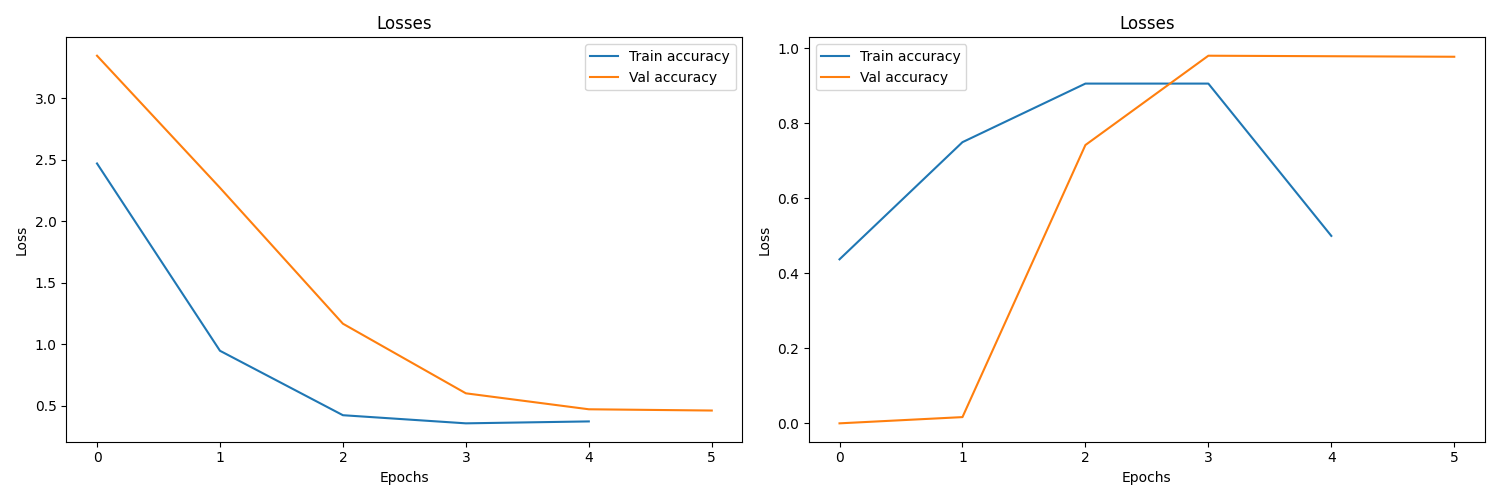 Losses
Train accuracy
Val accuracy
3.0
2.5
2.0
1.5
1.0
0.5
Loss
0 1 2 3 4 5
Epochs
Losses
Train accuracy
Val accuracy
1.0
0.8
0.6
0.4
0.2
0.0
Loss
0 1 2 3 4 5
Epochs